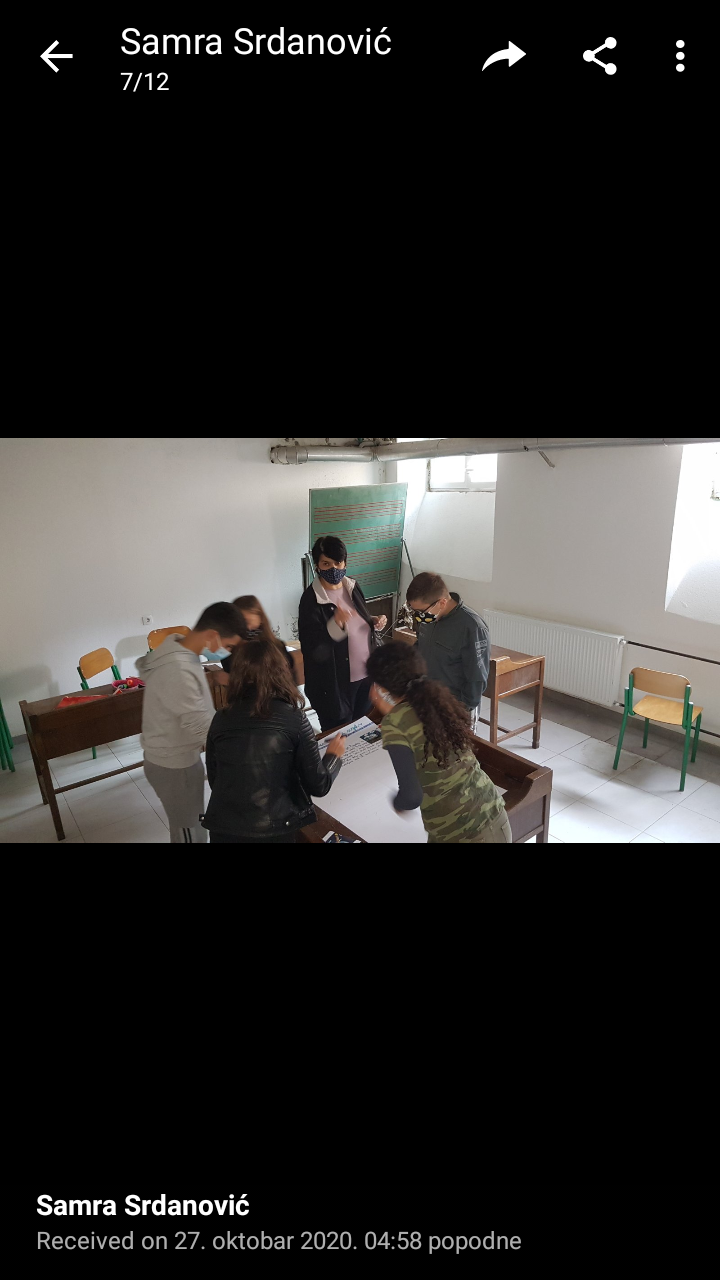 Samra Srdanović
7/12
Samra Srdanović
Received on 27. oktobar 2020. 04:58 popodne